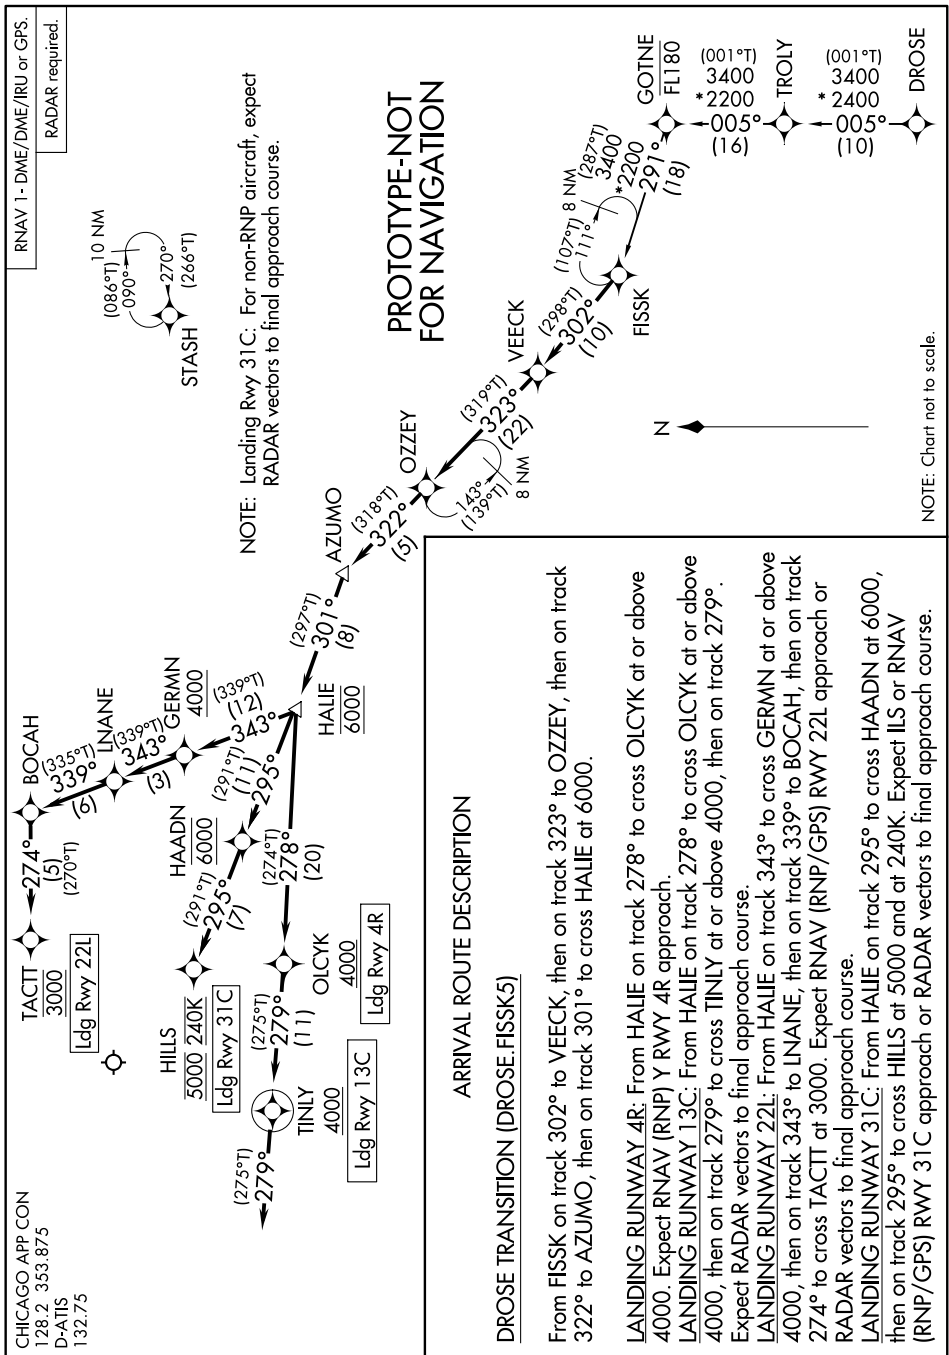 CHICAGO APP CON
128.2 353.875
D-ATIS
132.75
RNAV 1- DME/DME/IRU or GPS.
RADAR required.
TACTT
3000
Ldg Rwy 22L
274°
(5)
(270°T)
BOCAH
(335°T)
339°
(6)
LNANE
(339°T)
343°
(3)
GERMN
4000
(339°T)
(12)
343°
HILLS
5000 240K
Ldg Rwy 31C
(291°T)
295°
(7)
HAADN
6000
(291°T)
(11)
295°
(275°T)
279°
TINLY
4000
Ldg Rwy 13C
(275°T)
279°
(11)
OLCYK
4000
Ldg Rwy 4R
(274°T)
278°
(20)
HALIE
6000
(297°T)
301°
(8)
AZUMO
(318°T)
322°
(5)
OZZEY
143°
(139°T)
8 NM
(319°T)
323°
(22)
VEECK
(298°T)
302°
(10)
FISSK
(107°T)
111°
8 NM
(287°T)
3400
*2200
291°
(18)
GOTNE
FL180
(001°T)
3400
*2200
005°
(16)
TROLY
(001°T)
3400
*2400
005°
(10)
DROSE
STASH
(086°T)
090°
10 NM
270°
(266°T)
NOTE: Landing Rwy 31C: For non-RNP aircraft, expect
RADAR vectors to final approach course.
PROTOTYPE-NOT
FOR NAVIGATION
N
NOTE: Chart not to scale.
ARRIVAL ROUTE DESCRIPTION
DROSE TRANSITION (DROSE.FISSK5)
From FISSK on track 302° to VEECK, then on track 323° to OZZEY, then on track
322° to AZUMO, then on track 301° to cross HALIE at 6000.
LANDING RUNWAY 4R: From HALIE on track 278° to cross OLCYK at or above
4000. Expect RNAV (RNP) Y RWY 4R approach.
LANDING RUNWAY 13C: From HALIE on track 278° to cross OLCYK at or above
4000, then on track 279° to cross TINLY at or above 4000, then on track 279°.
Expect RADAR vectors to final approach course.
LANDING RUNWAY 22L: From HALIE on track 343° to cross GERMN at or above
4000, then on track 343° to LNANE, then on track 339° to BOCAH, then on track
274° to cross TACTT at 3000. Expect RNAV (RNP/GPS) RWY 22L approach or
RADAR vectors to final approach course.
LANDING RUNWAY 31C: From HALIE on track 295° to cross HAADN at 6000,
then on track 295° to cross HILLS at 5000 and at 240K. Expect ILS or RNAV
(RNP/GPS) RWY 31C approach or RADAR vectors to final approach course.